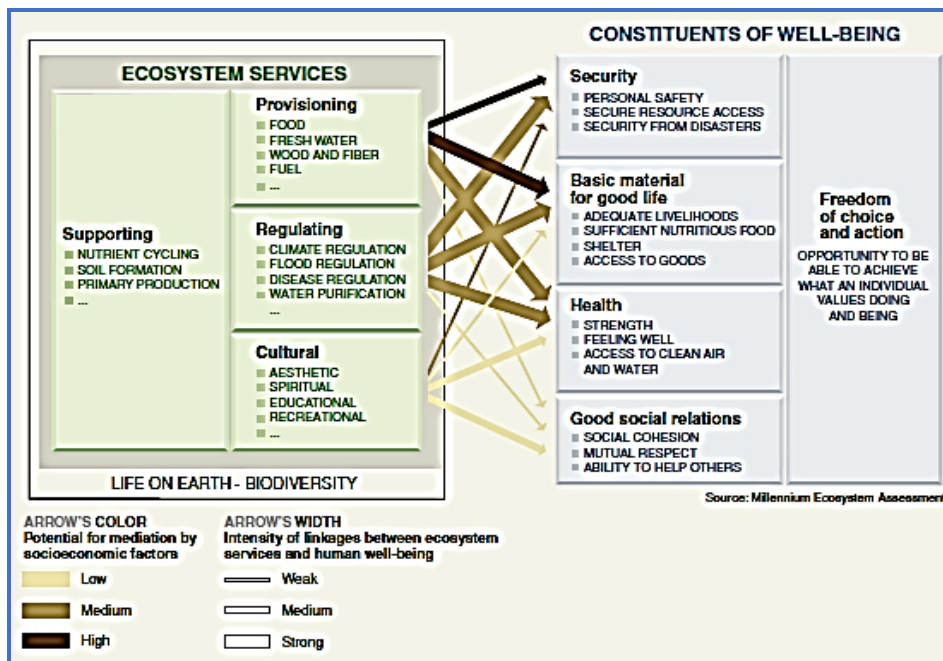 CONSTITUENTS OF WELL-BEING
ECOSYSTEM SERVICES
Supporting
NUTRIENT CYCLING
SOIL FORMATION
PRIMARY PRODUCTION
...
Provisioning
FOOD
FRESH WATER
WOOD AND FIBER
FUEL
...
Regulating
CLIMATE REGULATION
FLOOD REGULATION
DISEASE REGULATION
WATER PURIFICATION
...
Cultural
AESTHETIC
SPIRITUAL
EDUCATIONAL
RECREATIONAL
...
LIFE ON EARTH - BIODIVERSITY
Security
PERSONAL SAFETY
SECURE RESOURCE ACCESS
SECURITY FROM DISASTERS
Basic material
for good life
ADEQUATE LIVELIHOODS
SUFFICIENT NUTRITIOUS FOOD
SHELTER
ACCESS TO GOODS
Health
STRENGTH
FEELING WELL
ACCESS TO CLEAN AIR
AND WATER
Good social relations
SOCIAL COHESION
MUTUAL RESPECT
ABILITY TO HELP OTHERS
Freedom
of choice
and action
OPPORTUNITY TO BE
ABLE TO ACHIEVE
WHAT AN INDIVIDUAL
VALUES DOING
AND BEING
Source: Millennium Ecosystem Assessment
ARROW'S COLOR
Potential for mediation by
socioeconomic factors
Low
Medium
High
ARROW'S WIDTH
Intensity of linkages between ecosystem
services and human well-being
Weak
Medium
Strong